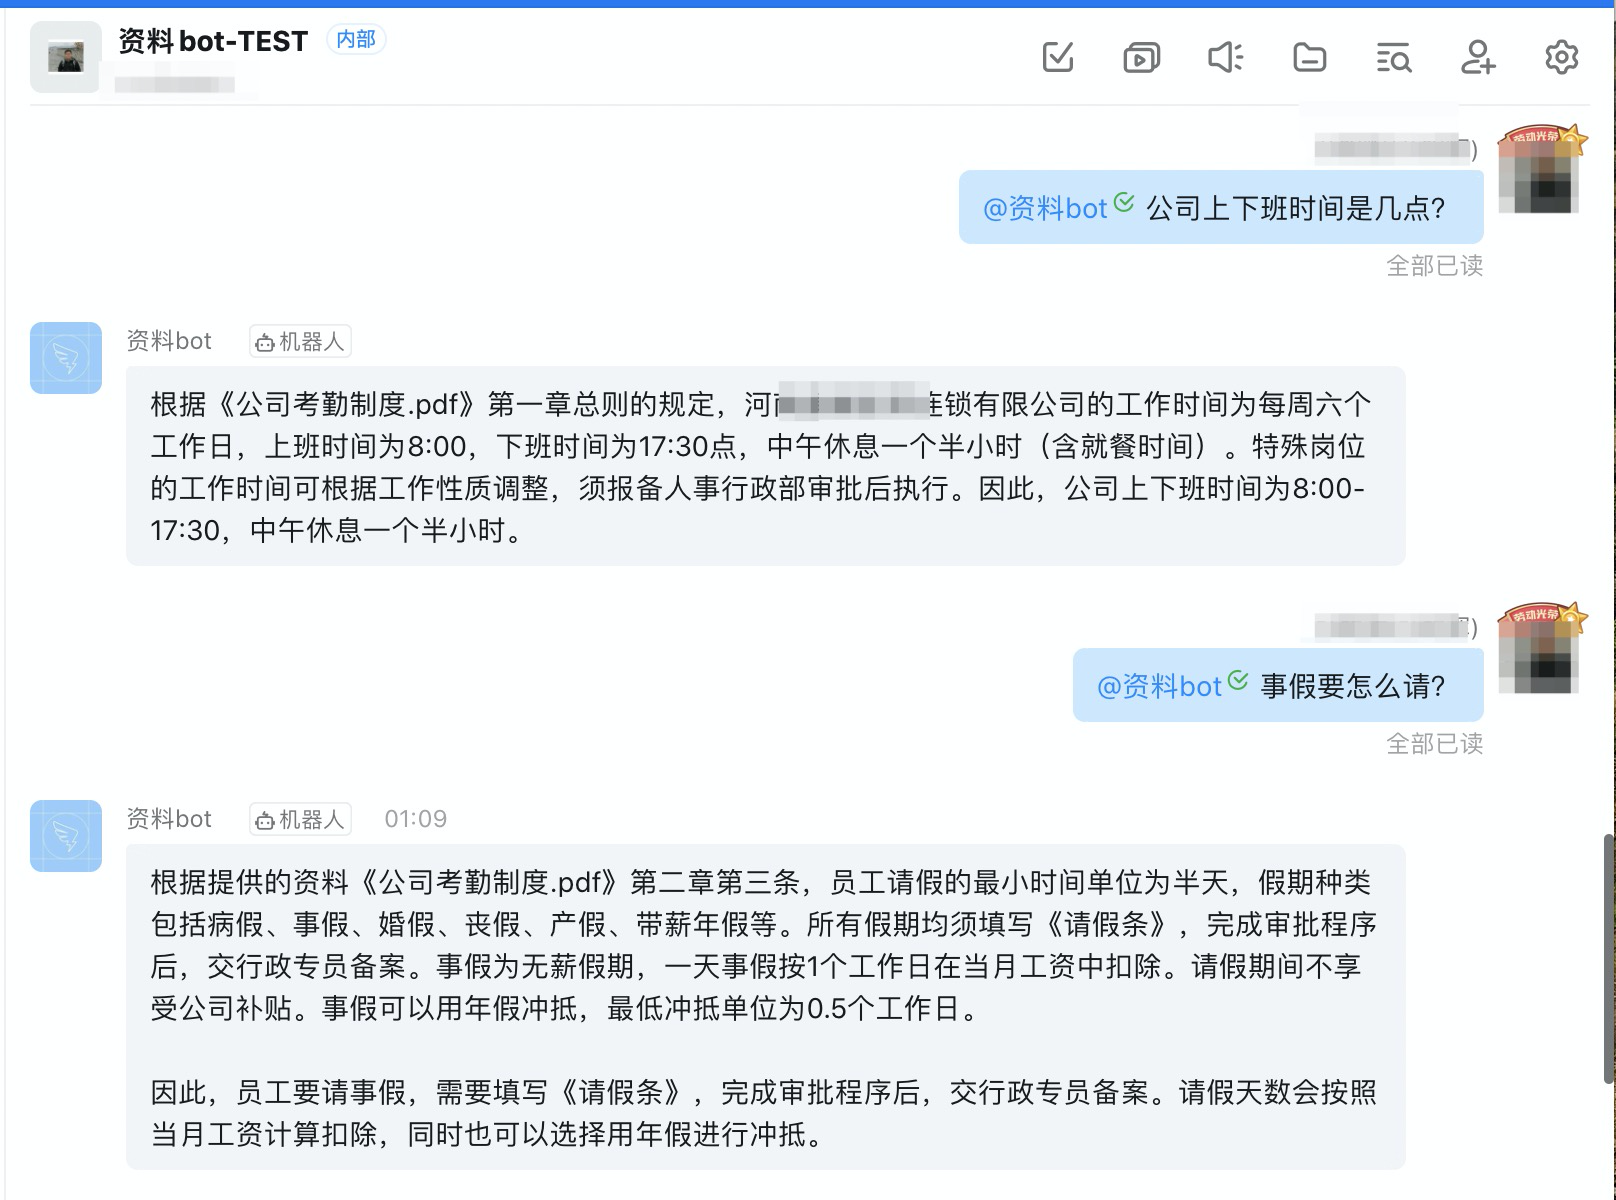 资料bot-TEST 内部
劳动光荣
@资料bot 公司上下班时间是几点?
全部已读
资料bot 机器人
根据《公司考勤制度.pdf》第一章总则的规定，河 连锁有限公司的工作时间为每周六个
工作日，上班时间为8:00，下班时间为17:30点，中午休息一个半小时（含就餐时间）。特殊岗位
的工作时间可根据工作性质调整，须报备人事行政部审批后执行。因此，公司上下班时间为8:00-
17:30，中午休息一个半小时。
劳动光荣
@资料bot 事假要怎么请?
全部已读
资料bot 机器人 01:09
根据提供的资料《公司考勤制度.pdf》第二章第三条，员工请假的最小时间单位为半天，假期种类
包括病假、事假、婚假、丧假、产假、带薪年假等。所有假期均须填写《请假条》，完成审批程序
后，交行政专员备案。事假为无薪假期，一天事假按1个工作日在当月工资中扣除。请假期间不享
受公司补贴。事假可以用年假冲抵，最低冲抵单位为0.5个工作日。
因此，员工要请事假，需要填写《请假条》，完成审批程序后，交行政专员备案。请假天数会按照
当月工资计算扣除，同时也可以选择用年假进行冲抵。